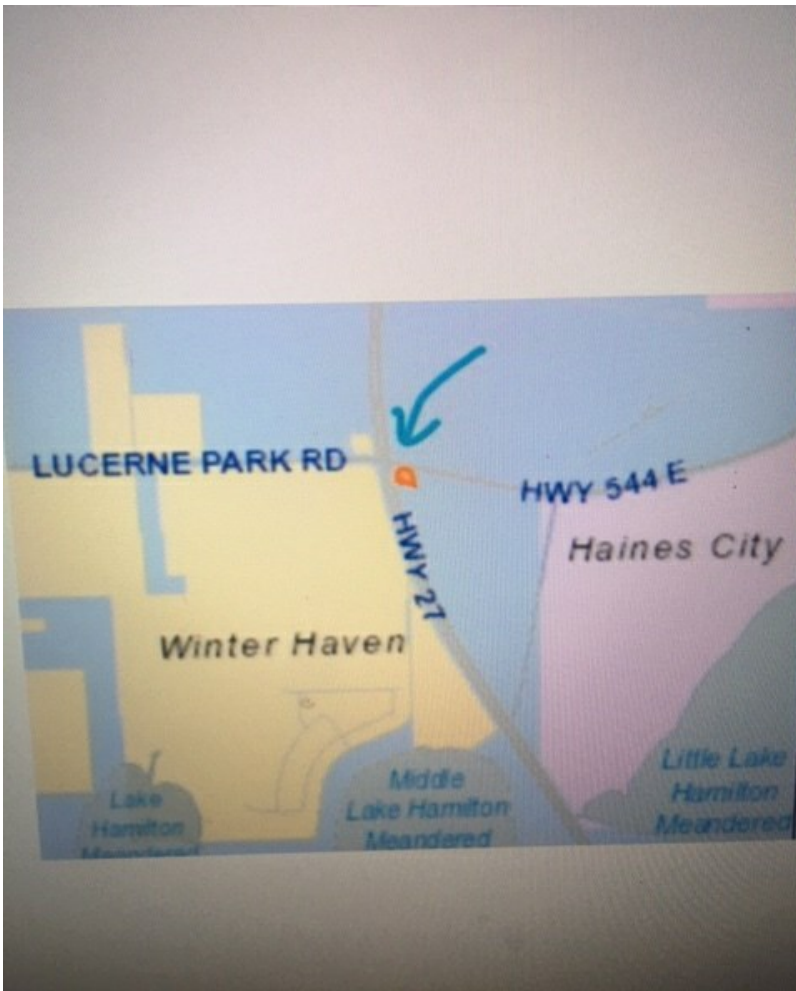 LUCERNE PARK RD
HWY 544 E
HWY 27
Haines City
Winter Haven
Little Lake
Hamilton
Meandered
Middle
Lake Hamilton
Meandered
Lake
Hamilton
Meandered